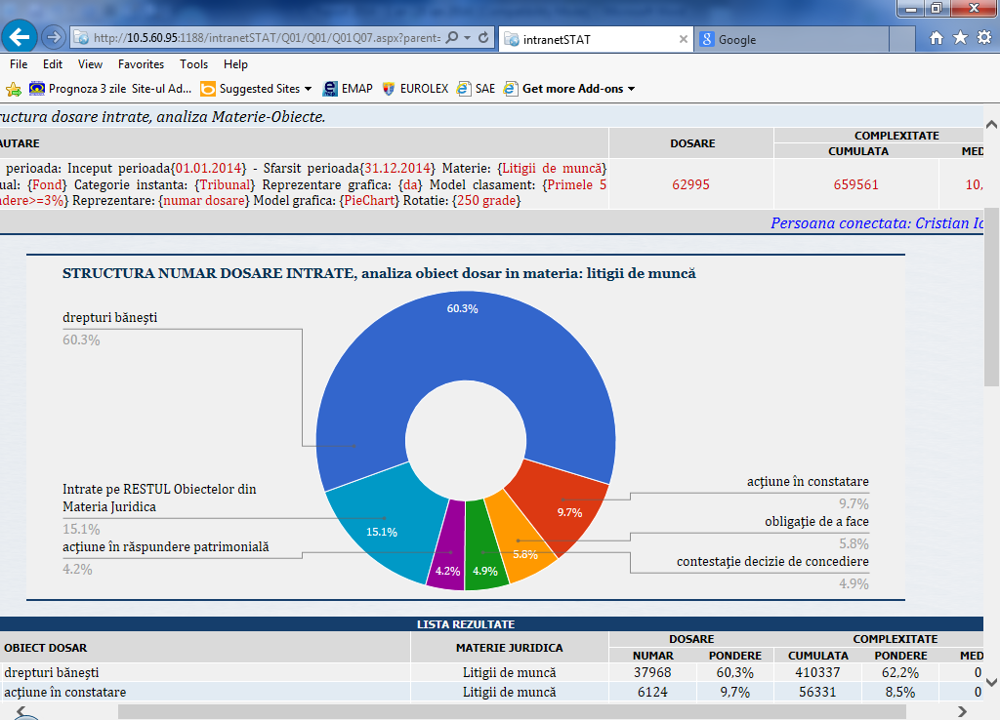 http://10.5.60.95:1188/intranetSTAT/Q01/Q01/Q01Q07.aspx?parent=
intranetSTAT
Google
File Edit View Favorites Tools Help
Prognoza 3 zile Site-ul Ad... Suggested Sites EMAP EUROLEX SAE Get more Add-ons
ructura dosare intrate, analiza Materie-Obiecte.
AUTARE DOSARE COMPLEXITATE
CUMULATA MED
perioada: Inceput perioada{01.01.2014} - Sfarsit perioada{31.12.2014} Materie: {Litigii de muncă}
ual: {Fond} Categorie instanta: {Tribunal} Reprezentare grafica: {da} Model clasament: {Primele 5 62995 659561 10,
ndere>=3%} Reprezentare: {numar dosare} Model grafica: {PieChart} Rotatie: {250 grade}
Persoana conectata: Cristian Ic
STRUCTURA NUMAR DOSARE INTRATE, analiza obiect dosar in materia: litigii de muncă
60.3%
drepturi bănești
60.3%
Intrate pe RESTUL Obiectelor din
Materia Juridica
15.1%
acțiune în răspundere patrimonială
4.2%
15.1%
4.2%
4.9%
5.8%
9.7%
acțiune în constatare
9.7%
obligație de a face
5.8%
contestație decizie de concediere
4.9%
LISTA REZULTATE
OBIECT DOSAR MATERIE JURIDICA DOSARE COMPLEXITATE
NUMAR PONDERE CUMULATA PONDERE MED
drepturi bănești Litigii de muncă 37968 60,3% 410337 62,2% 0
acțiune în constatare Litigii de muncă 6124 9,7% 56331 8,5% 0